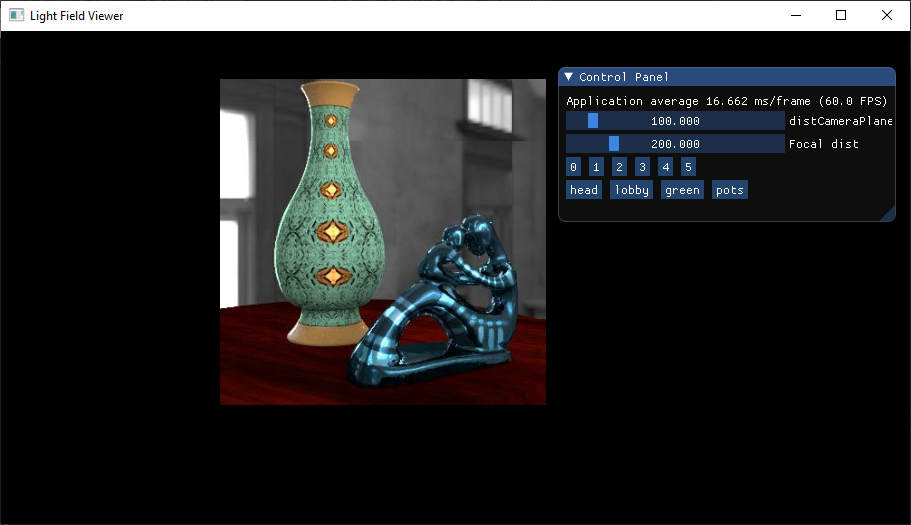 Light Field Viewer
Control Panel
Application average 16.662 ms/frame (60.0 FPS)
100.000 distCameraPlane
200.000 Focal dist
0 1 2 3 4 5
head lobby green pots